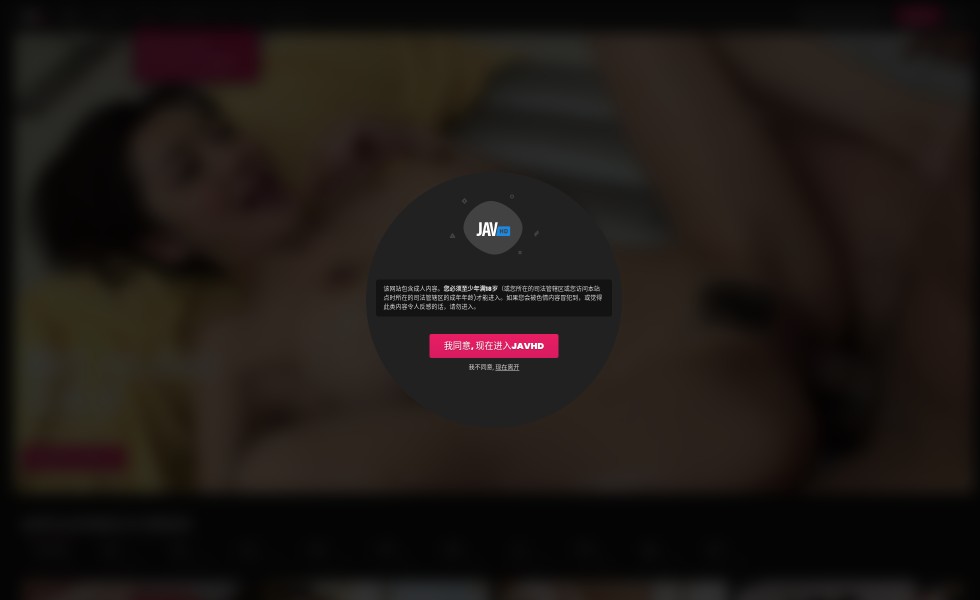 JAV HD
该网站包含成人内容。您必须至少年满18岁（或您所在的司法管辖区或您访问本站
点时所在的司法管辖区的成年年龄)才能进入。如果您会被色情内容冒犯到，或觉得
此类内容令人反感的话，请勿进入。
我同意, 现在进入JAVHD
我不同意, 现在离开